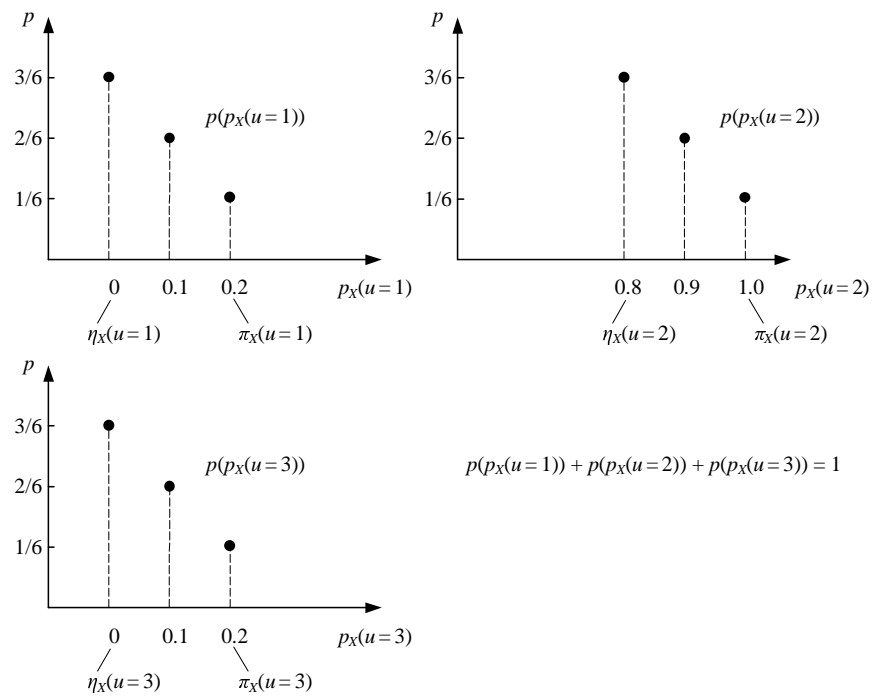 p
3/6
p(p_X(u=1))
2/6
1/6
0 0.1 0.2 p_X(u=1)
η_X(u=1) π_X(u=1)
p
3/6
p(p_X(u=2))
2/6
1/6
0.8 0.9 1.0 p_X(u=2)
η_X(u=2) π_X(u=2)
p
3/6
p(p_X(u=3))
2/6
1/6
0 0.1 0.2 p_X(u=3)
η_X(u=3) π_X(u=3)
p(p_X(u=1)) + p(p_X(u=2)) + p(p_X(u=3)) = 1